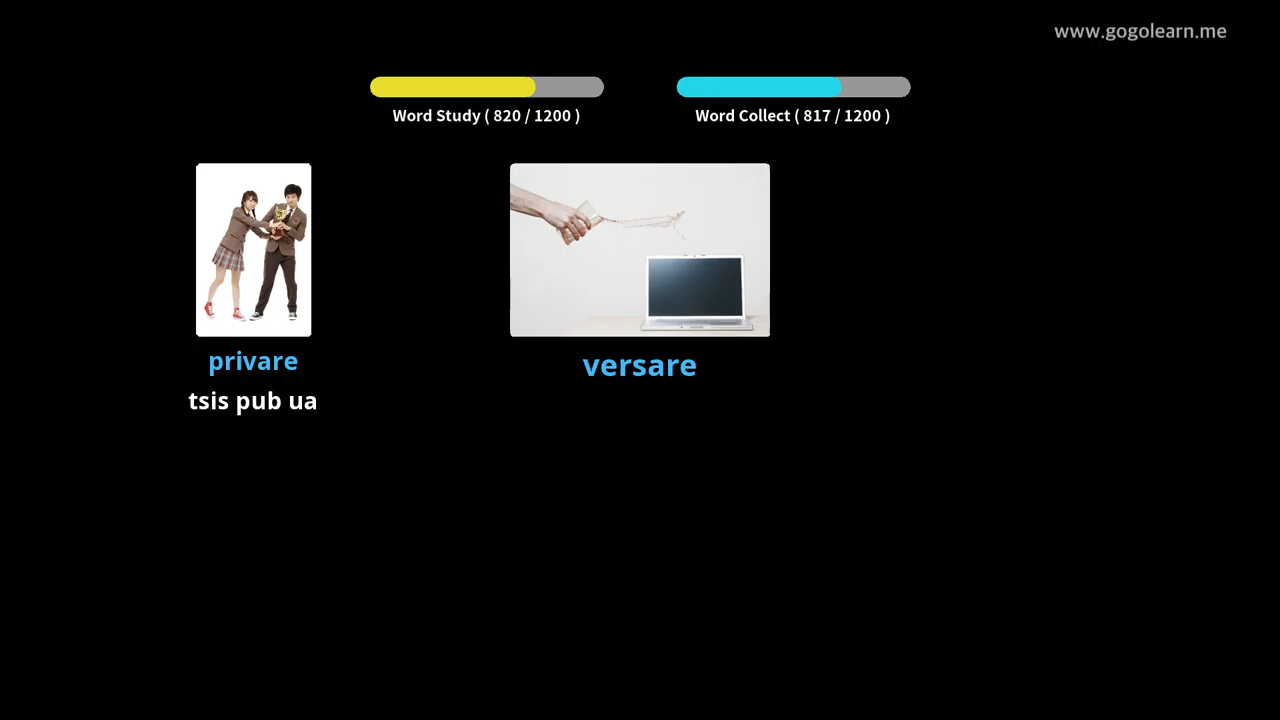 www.gogolearn.me
Word Study ( 820 / 1200 )
Word Collect ( 817 / 1200 )
privare
tsis pub ua
versare